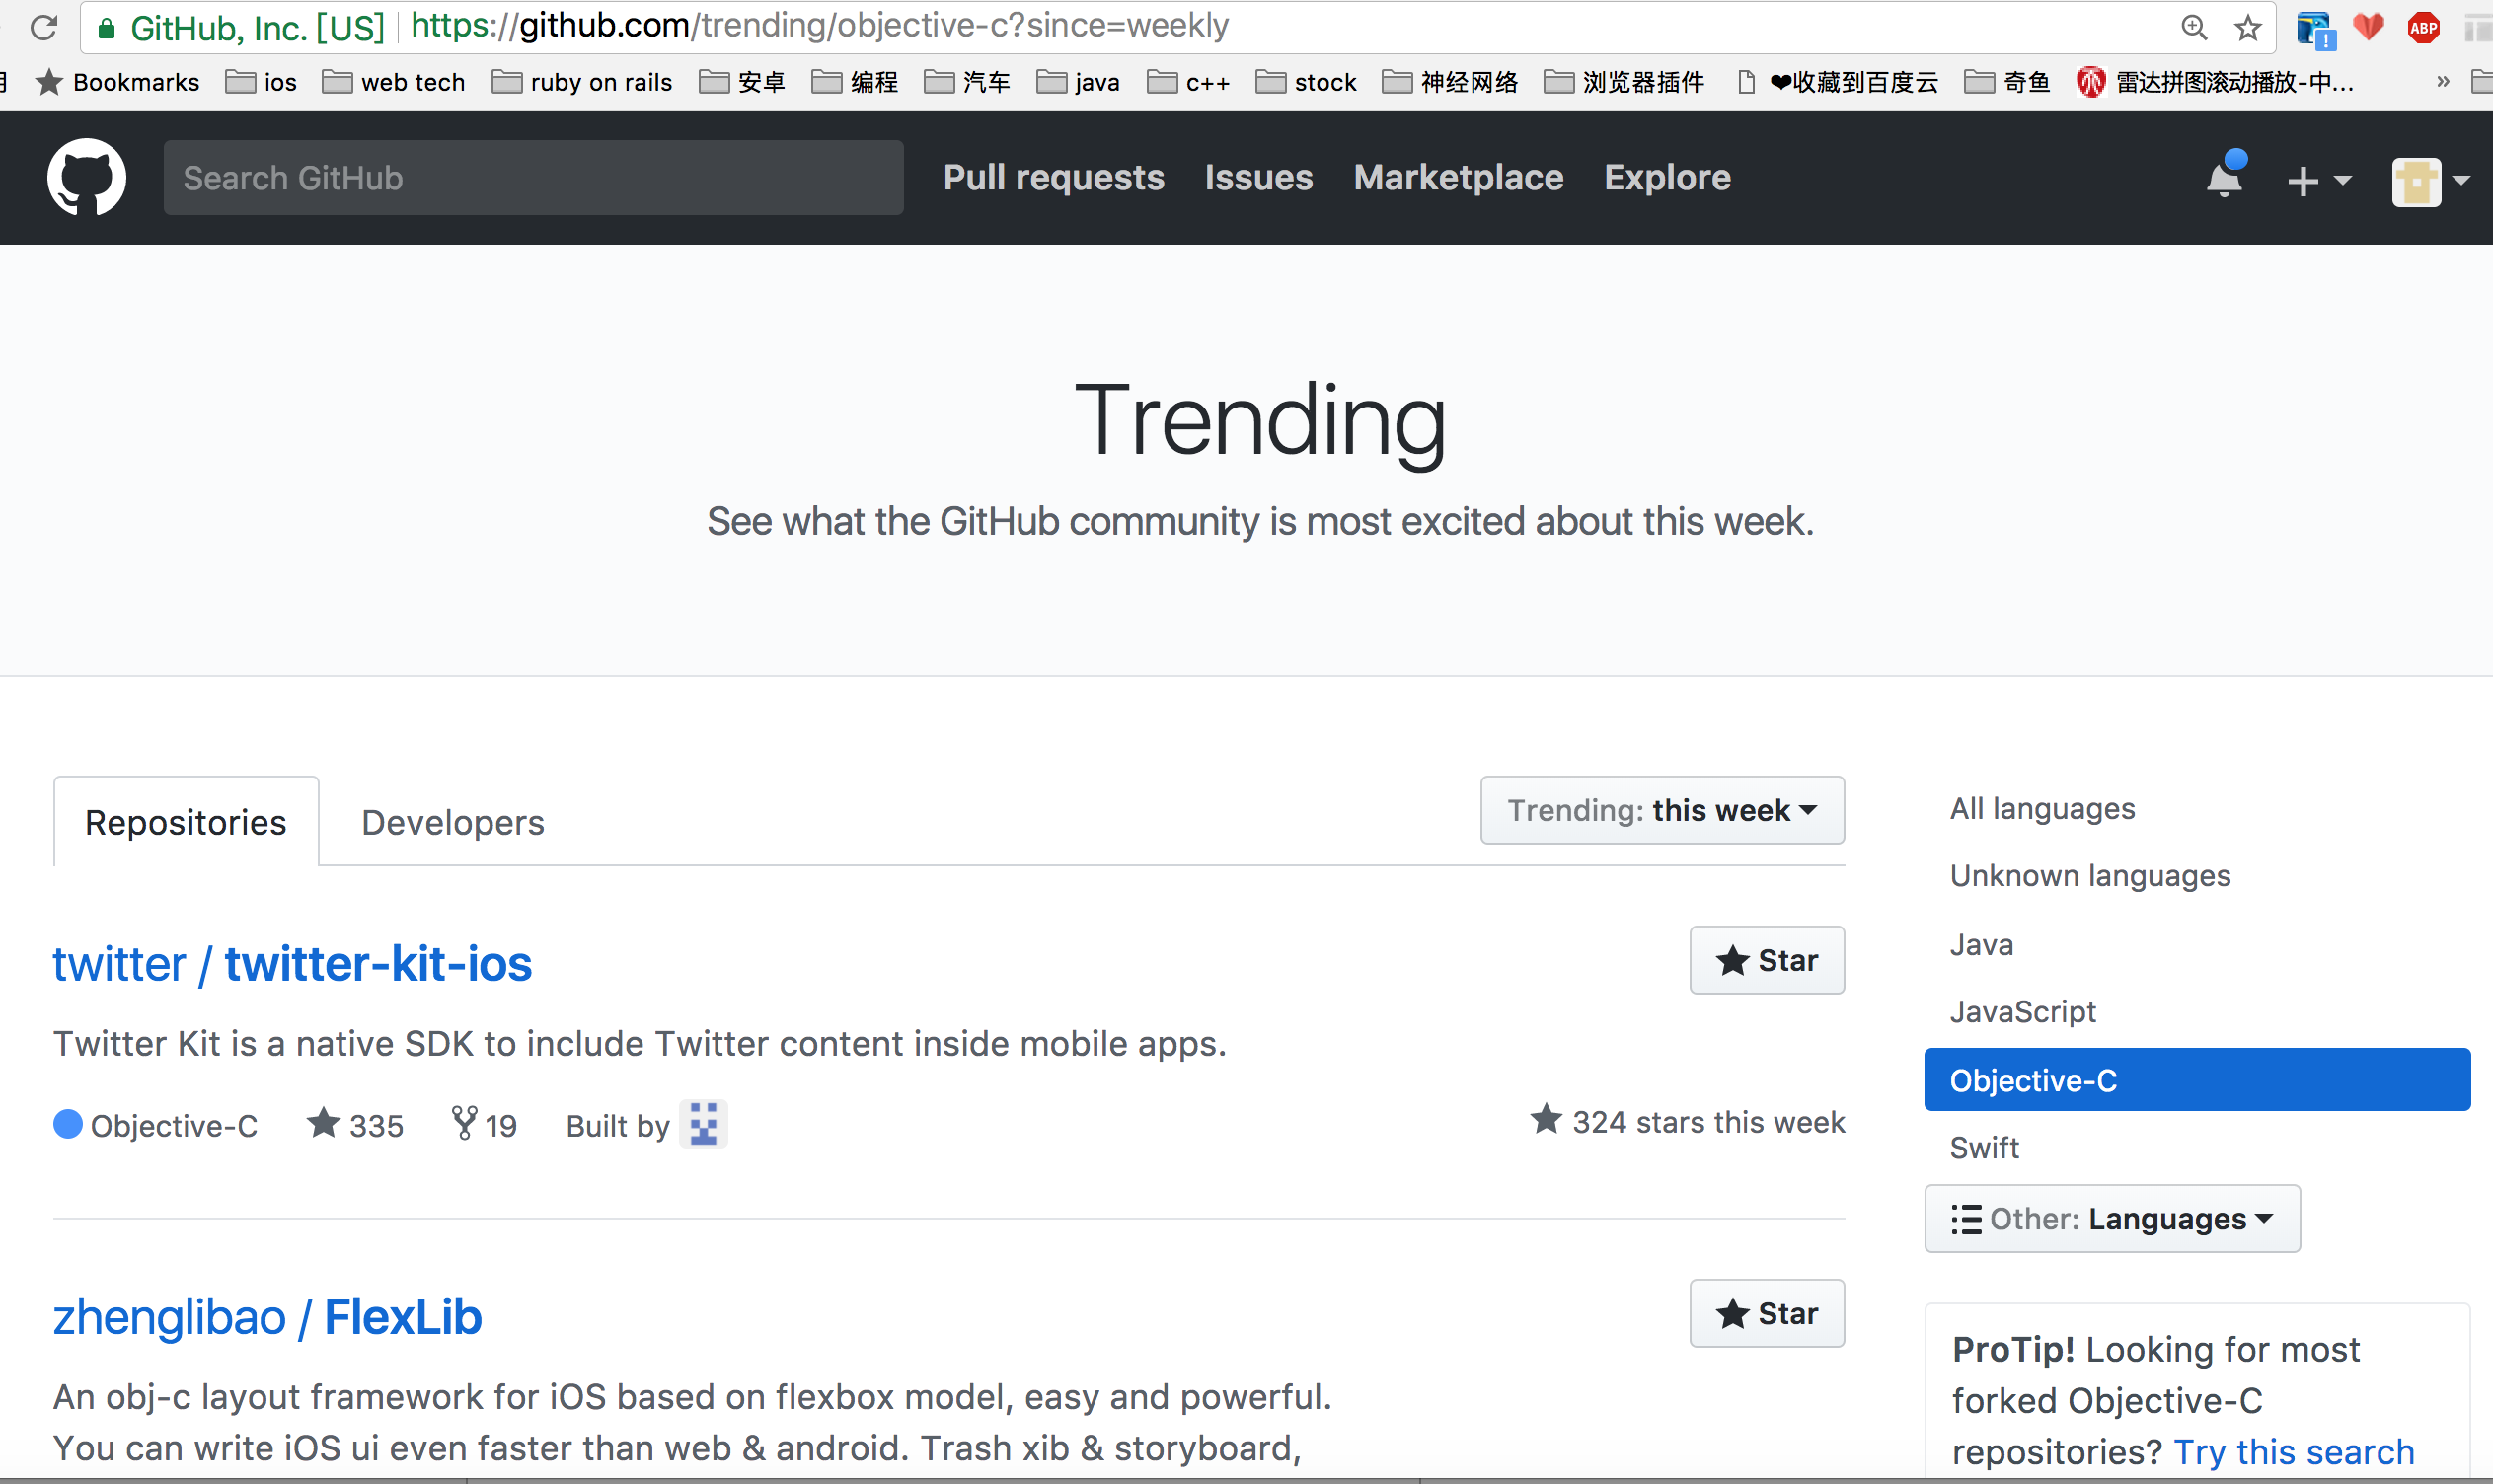 GitHub, Inc. [US] https://github.com/trending/objective-c?since=weekly
ABP
Bookmarks ios web tech ruby on rails 安卓 编程 汽车 java c++ stock 神经网络 浏览器插件 ❤收藏到百度云 奇鱼 雷达拼图滚动播放-中... »
Search GitHub Pull requests Issues Marketplace Explore
Trending
See what the GitHub community is most excited about this week.
Repositories Developers Trending: this week
twitter / twitter-kit-ios
Star
Twitter Kit is a native SDK to include Twitter content inside mobile apps.
Objective-C 335 19 Built by 324 stars this week
zhenglibao / FlexLib
Star
An obj-c layout framework for iOS based on flexbox model, easy and powerful.
You can write iOS ui even faster than web & android. Trash xib & storyboard,
All languages
Unknown languages
Java
JavaScript
Objective-C
Swift
Other: Languages
ProTip! Looking for most
forked Objective-C
repositories? Try this search